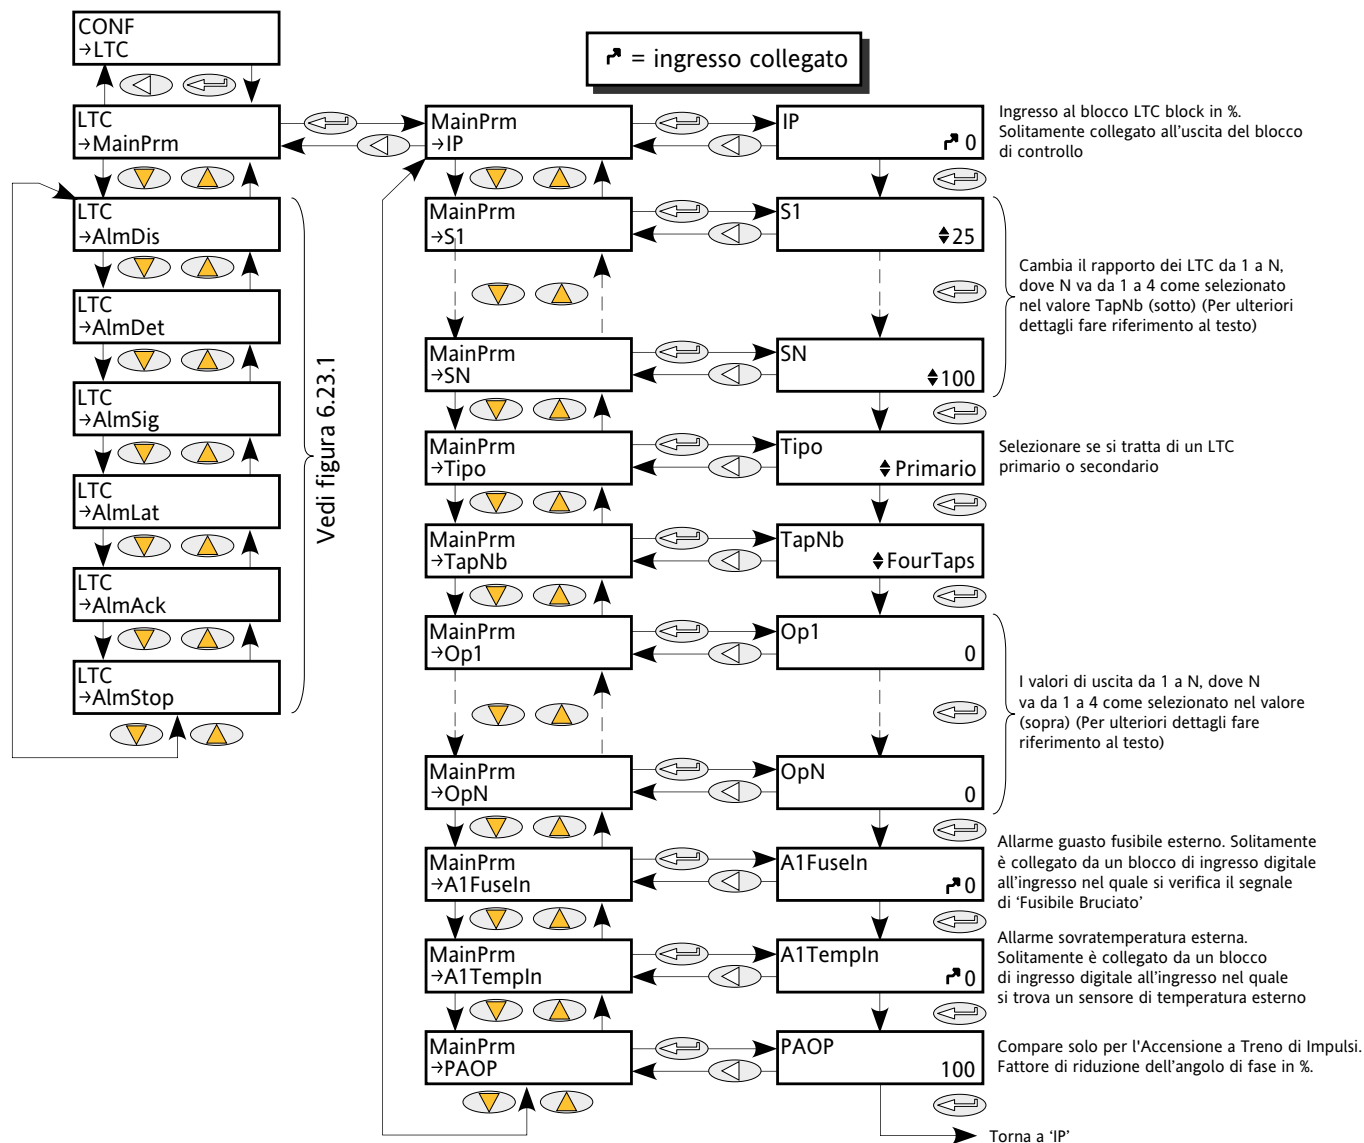 CONF
→LTC
= ingresso collegato
LTC
→MainPrm
LTC
→AlmDis
LTC
→AlmDet
LTC
→AlmSig
LTC
→AlmLat
LTC
→AlmAck
LTC
→AlmStop
Vedi figura 6.23.1
MainPrm
→IP
IP
0
Ingresso al blocco LTC block in %.
Solitamente collegato all'uscita del blocco
di controllo
MainPrm
→S1
S1
25
Cambia il rapporto dei LTC da 1 a N,
dove N va da 1 a 4 come selezionato
nel valore TapNb (sotto) (Per ulteriori
dettagli fare riferimento al testo)
MainPrm
→SN
SN
100
MainPrm
→Tipo
Tipo
Primario
Selezionare se si tratta di un LTC
primario o secondario
MainPrm
→TapNb
TapNb
FourTaps
MainPrm
→Op1
Op1
0
I valori di uscita da 1 a N, dove N
va da 1 a 4 come selezionato nel valore
(sopra) (Per ulteriori dettagli fare
riferimento al testo)
MainPrm
→OpN
OpN
0
MainPrm
→A1FuseIn
A1FuseIn
0
Allarme guasto fusibile esterno. Solitamente
è collegato da un blocco di ingresso digitale
all'ingresso nel quale si verifica il segnale
di ‘Fusibile Bruciato’
MainPrm
→A1TempIn
A1TempIn
0
Allarme sovratemperatura esterna.
Solitamente è collegato da un blocco
di ingresso digitale all'ingresso nel quale
si trova un sensore di temperatura esterno
MainPrm
→PAOP
PAOP
100
Compare solo per l'Accensione a Treno di Impulsi.
Fattore di riduzione dell'angolo di fase in %.
Torna a ‘IP’